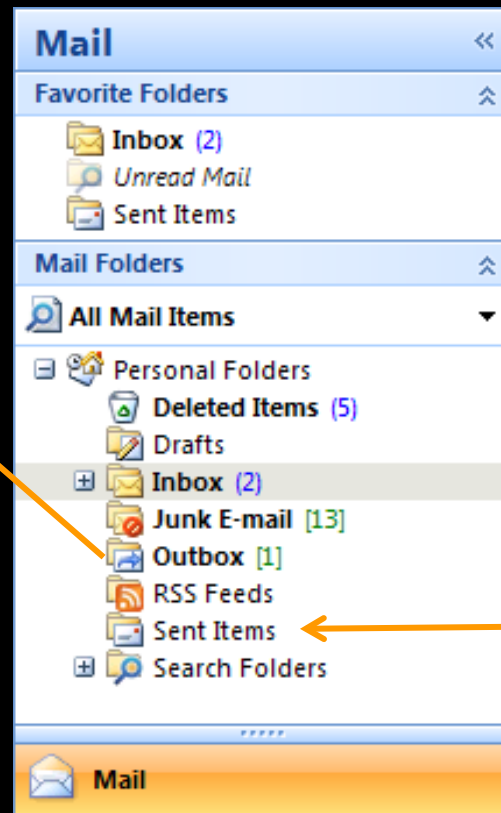 Mail
Favorite Folders
Inbox (2)
Unread Mail
Sent Items
Mail Folders
All Mail Items
Personal Folders
Deleted Items (5)
Drafts
Inbox (2)
Junk E-mail [13]
Outbox [1]
RSS Feeds
Sent Items
Search Folders
Mail